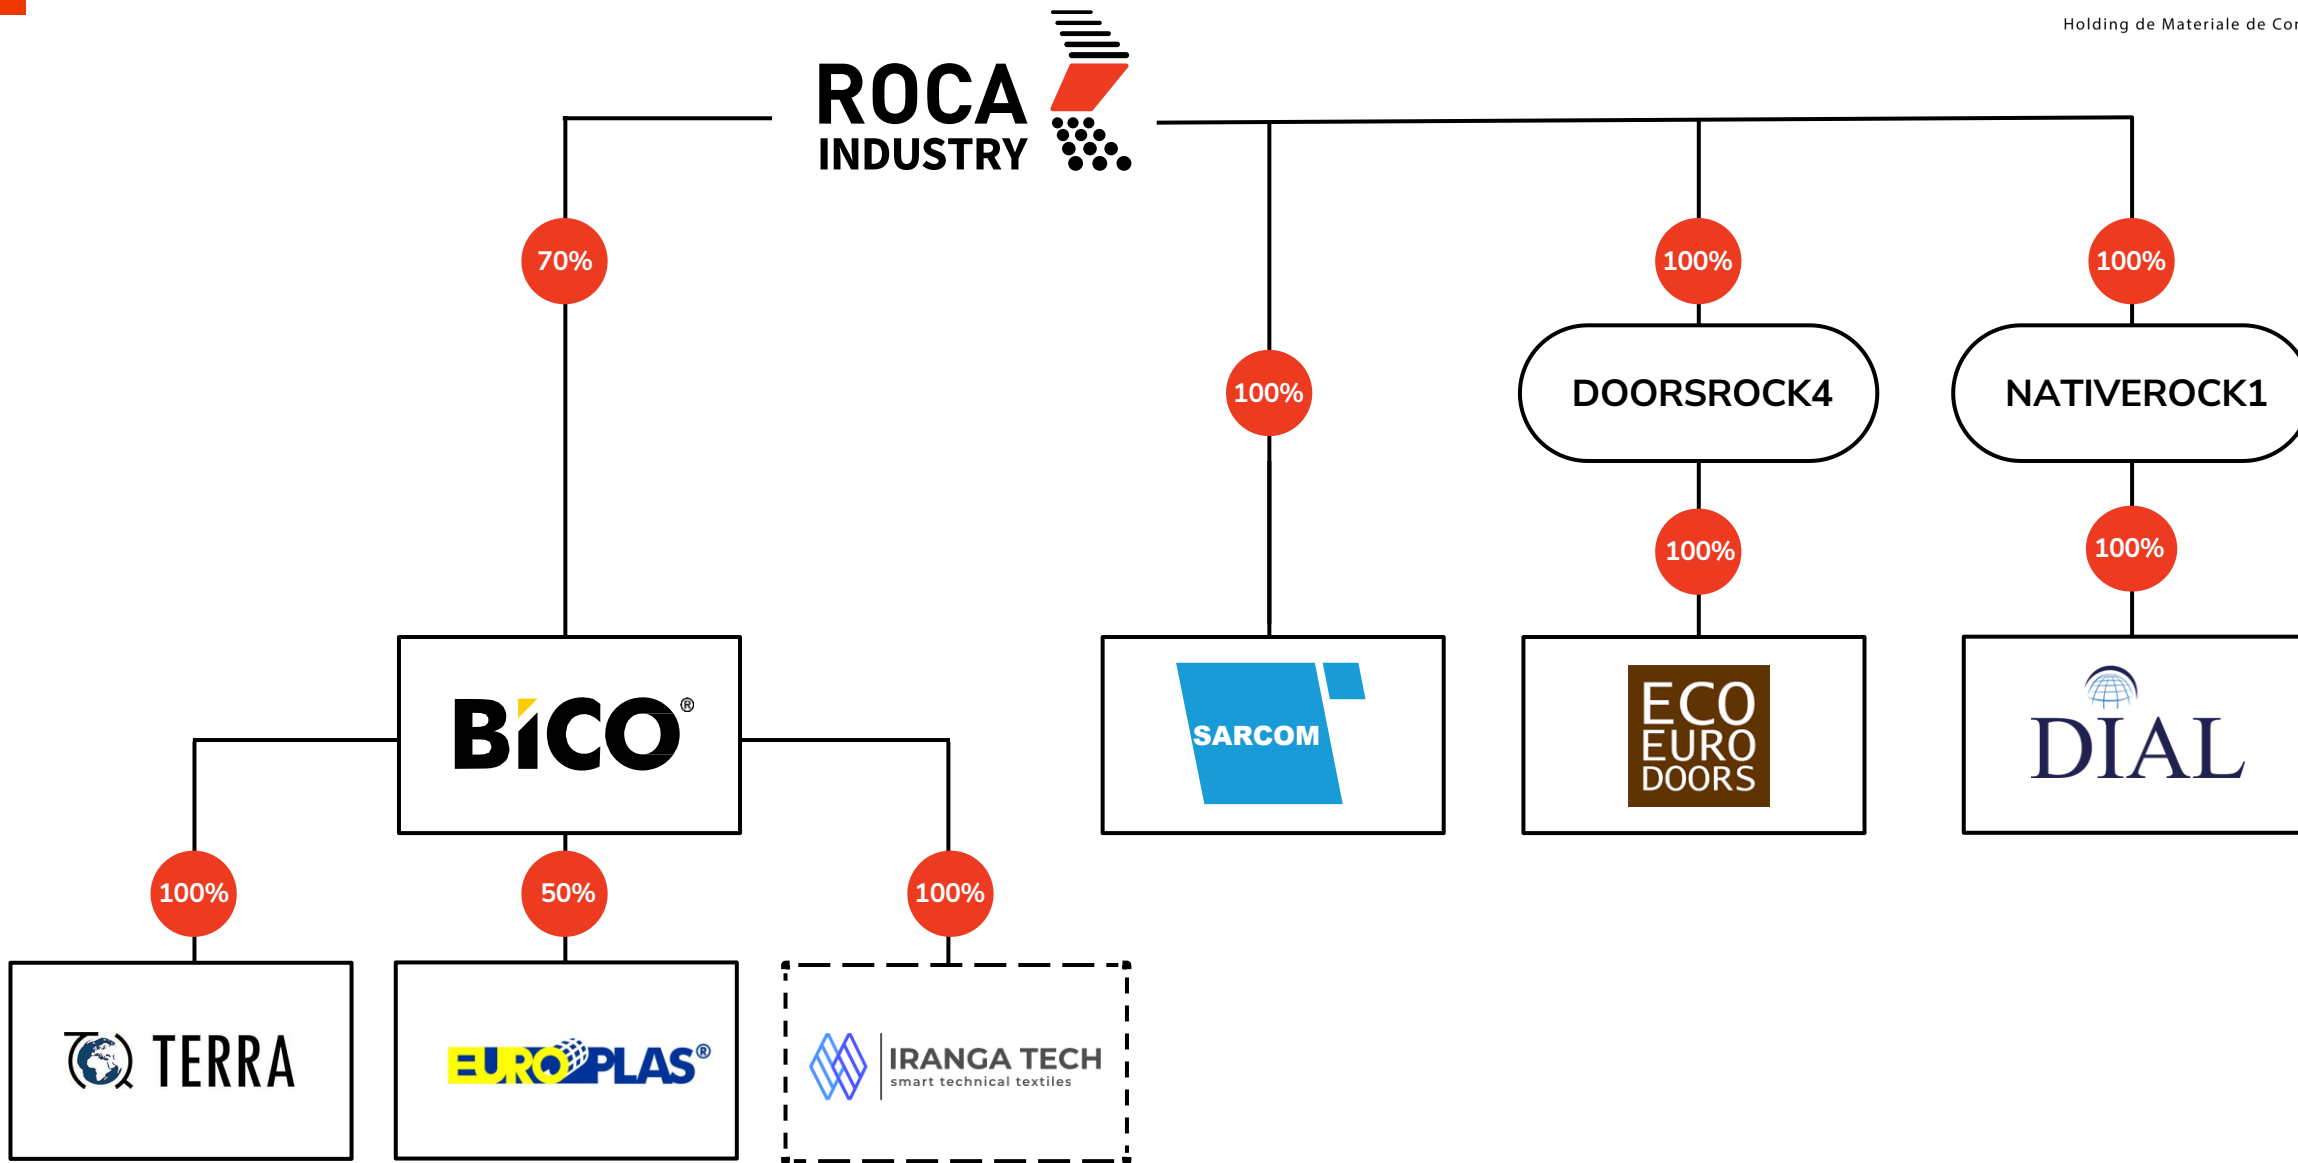 Holding de Materiale de
ROCA
INDUSTRY
70%
100%
100%
100%
DOORSROCK4
NATIVEROCK1
100%
100%
BiCO®
SARCOM
ECO
EURO
DOORS
DIAL
100%
50%
100%
TERRA
EUROPLAS®
IRANGA TECH
smart technical textiles